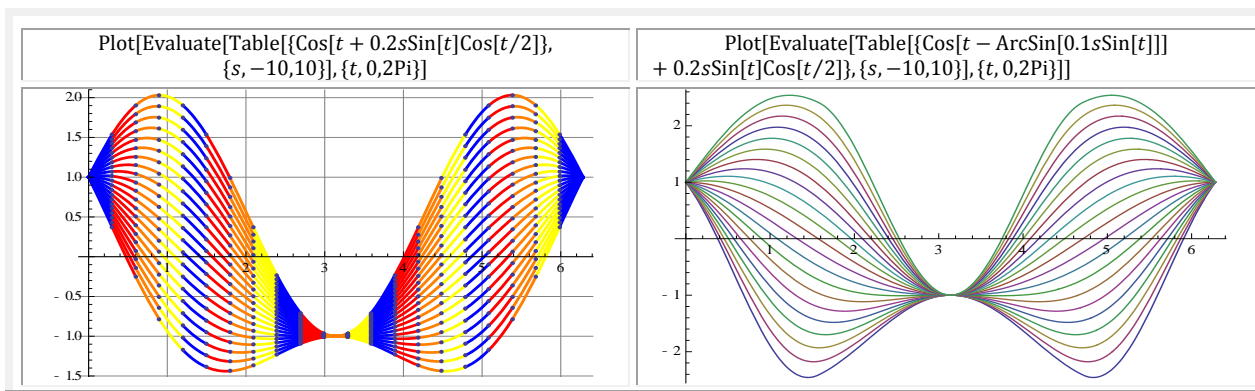 Plot[Evaluate[Table[{Cos[t + 0.2sSin[t]Cos[t/2]},
{s, −10,10}], {t, 0,2Pi}]
Plot[Evaluate[Table[{Cos[t − ArcSin[0.1sSin[t]]]
+ 0.2sSin[t]Cos[t/2]}, {s, −10,10}], {t, 0,2Pi}]]
2.0
1.5
1.0
0.5
1 2 3 4 5 6
- 0.5
- 1.0
- 1.5
2
1
1 2 3 4 5 6
- 1
- 2